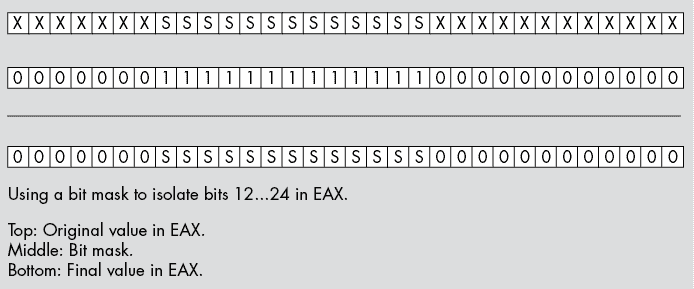 X X X X X X X S S S S S S S S S S S S S X X X X X X X X X X X X
0 0 0 0 0 0 0 1 1 1 1 1 1 1 1 1 1 1 1 1 0 0 0 0 0 0 0 0 0 0 0 0
0 0 0 0 0 0 0 S S S S S S S S S S S S S 0 0 0 0 0 0 0 0 0 0 0 0
Using a bit mask to isolate bits 12...24 in EAX.
Top: Original value in EAX.
Middle: Bit mask.
Bottom: Final value in EAX.